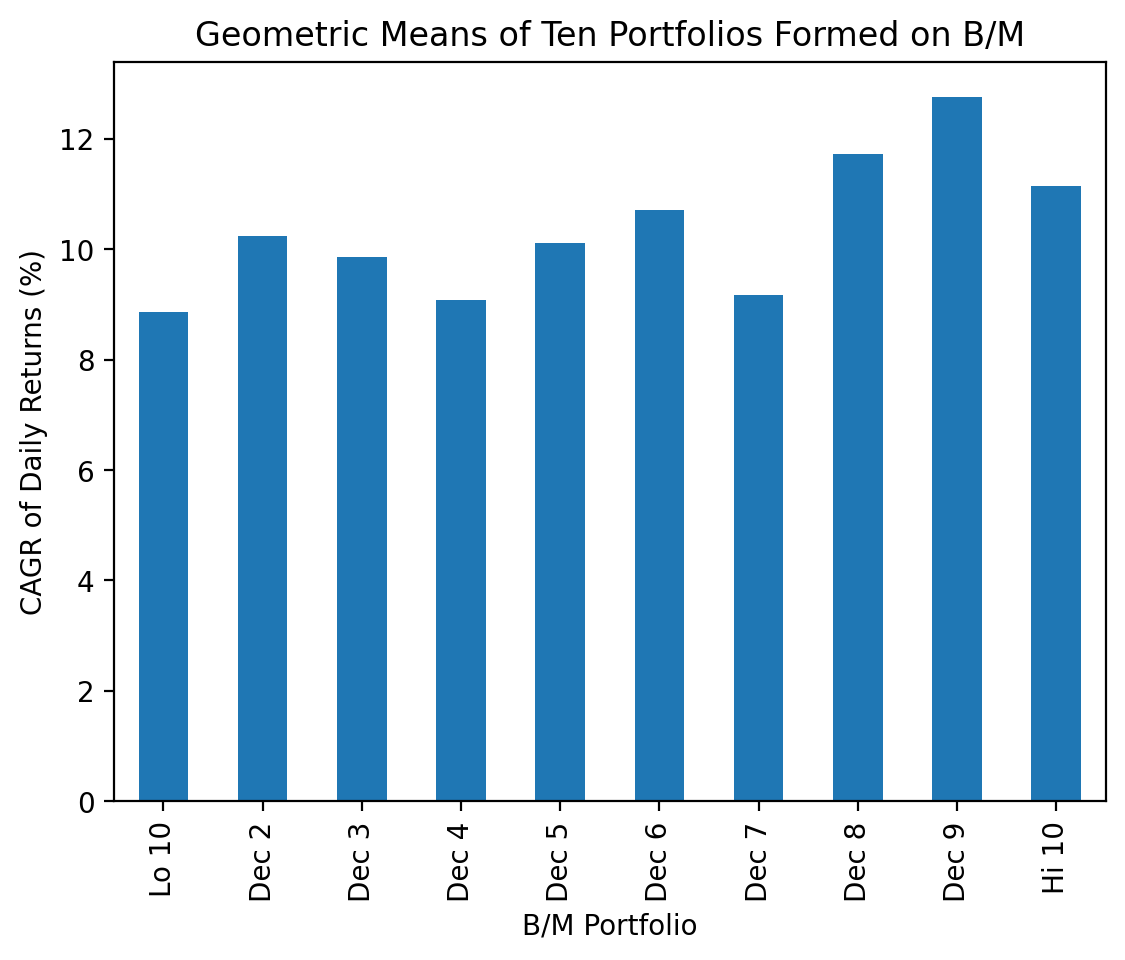 Geometric Means of Ten Portfolios Formed on B/M
CAGR of Daily Returns (%)
12
10
8
6
4
2
0
Lo 10
Dec 2
Dec 3
Dec 4
Dec 5
Dec 6
Dec 7
Dec 8
Dec 9
Hi 10
B/M Portfolio